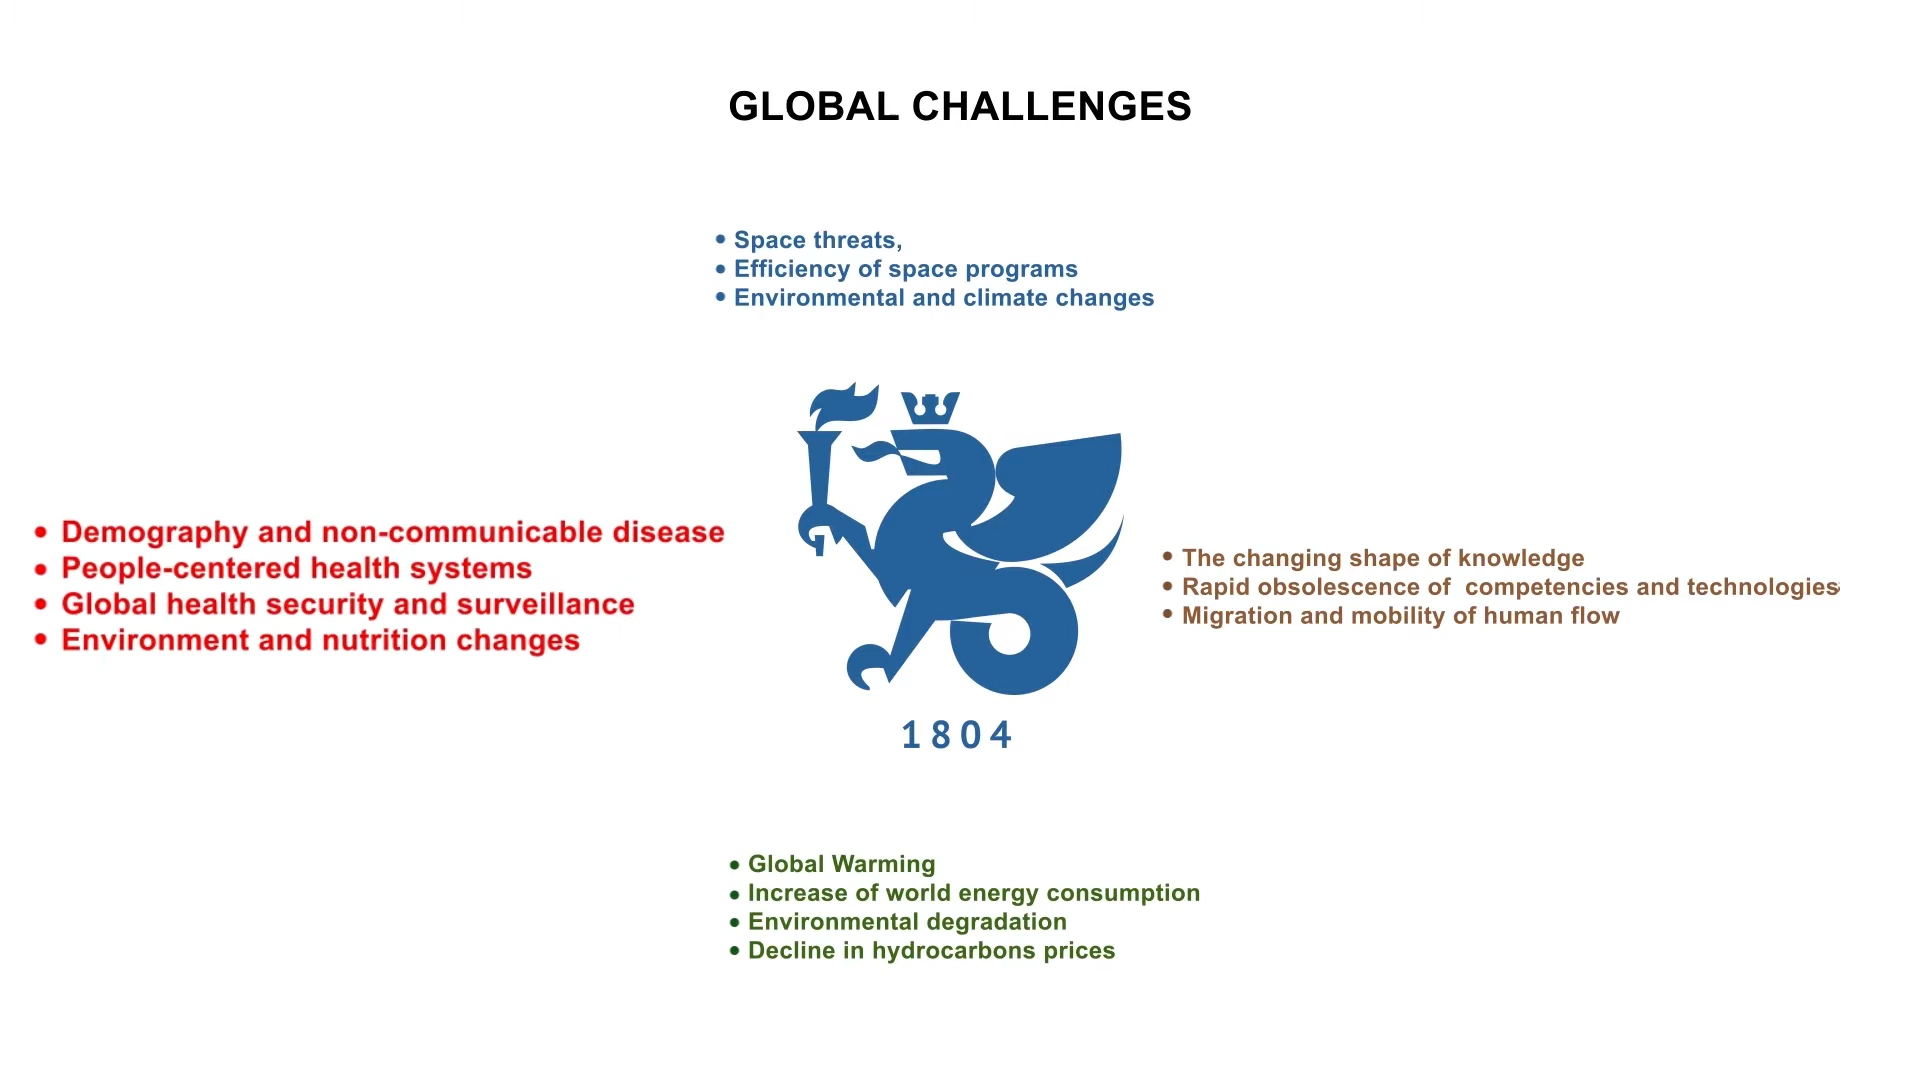 GLOBAL CHALLENGES
• Space threats,
• Efficiency of space programs
• Environmental and climate changes
• Demography and non-communicable disease
• People-centered health systems
• Global health security and surveillance
• Environment and nutrition changes
• The changing shape of knowledge
• Rapid obsolescence of  competencies and technologies
• Migration and mobility of human flow
1804
• Global Warming
• Increase of world energy consumption
• Environmental degradation
• Decline in hydrocarbons prices